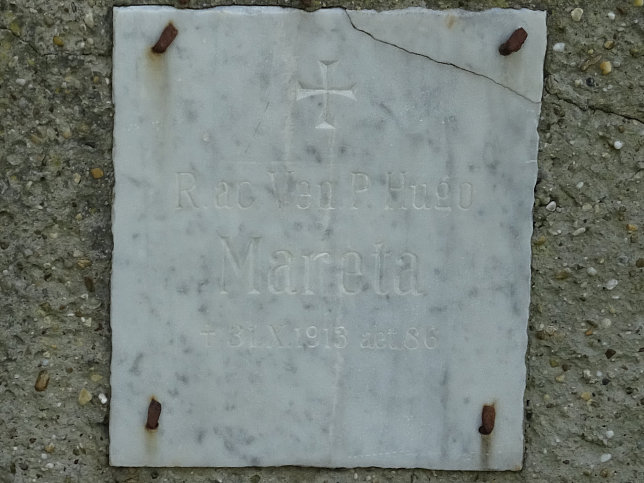 R. ac Ven. P. Hugo
Mareta
† 31.X.1913 aet.86